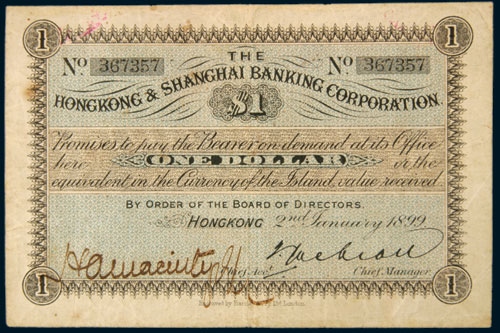 1 1
THE
No. 367357 No. 367357
HONGKONG & SHANGHAI BANKING CORPORATION.
$1
Promises to pay the Bearer on demand at its Office
here ONE DOLLAR or the
equivalent in the Currency of the Island, value received
BY ORDER OF THE BOARD OF DIRECTORS.
HONGKONG 2nd January 1899
Chief Acct. Chief Manager.
1 1
London.